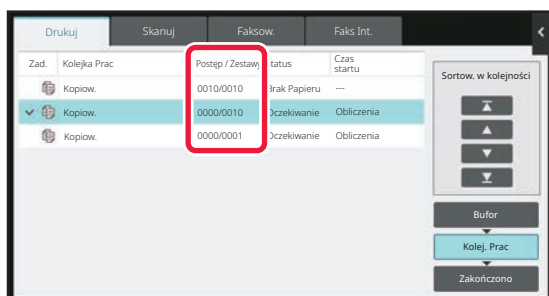 Drukuj Skanuj Faksow. Faks Int.
Zad. Kolejka Prac Postęp / Zestawy tatus Czas startu
Kopiow. 0010/0010 Brak Papieru ---
Kopiow. 0000/0010 Oczekiwanie Obliczenia
Kopiow. 0000/0001 Oczekiwanie Obliczenia
Sortow. w kolejności
Bufor
Kolej. Prac
Zakończono